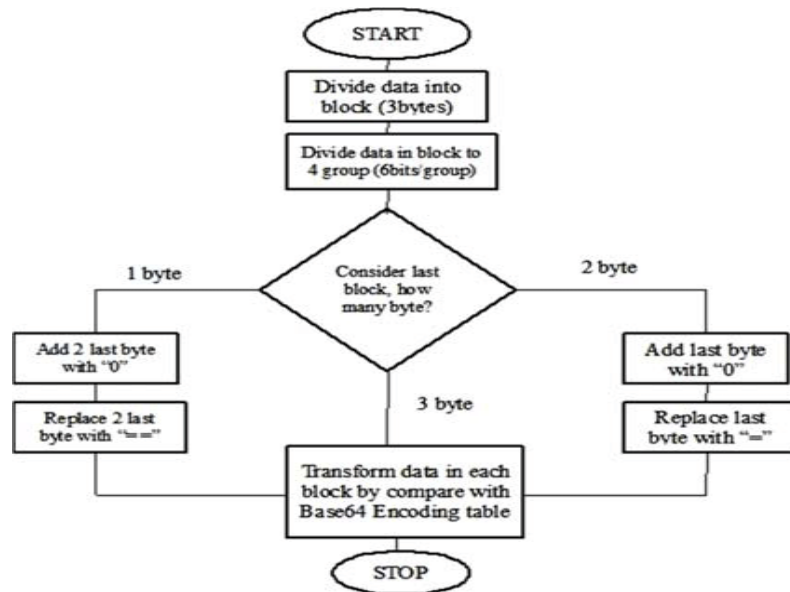 START
Divide data into
block (3bytes)
Divide data in block to
4 group (6bits/group)
Consider last
block, how
many byte?
1 byte
2 byte
3 byte
Add 2 last byte
with “0”
Replace 2 last
byte with “==”
Add last byte
with “0”
Replace last
byte with “=”
Transform data in each
block by compare with
Base64 Encoding table
STOP